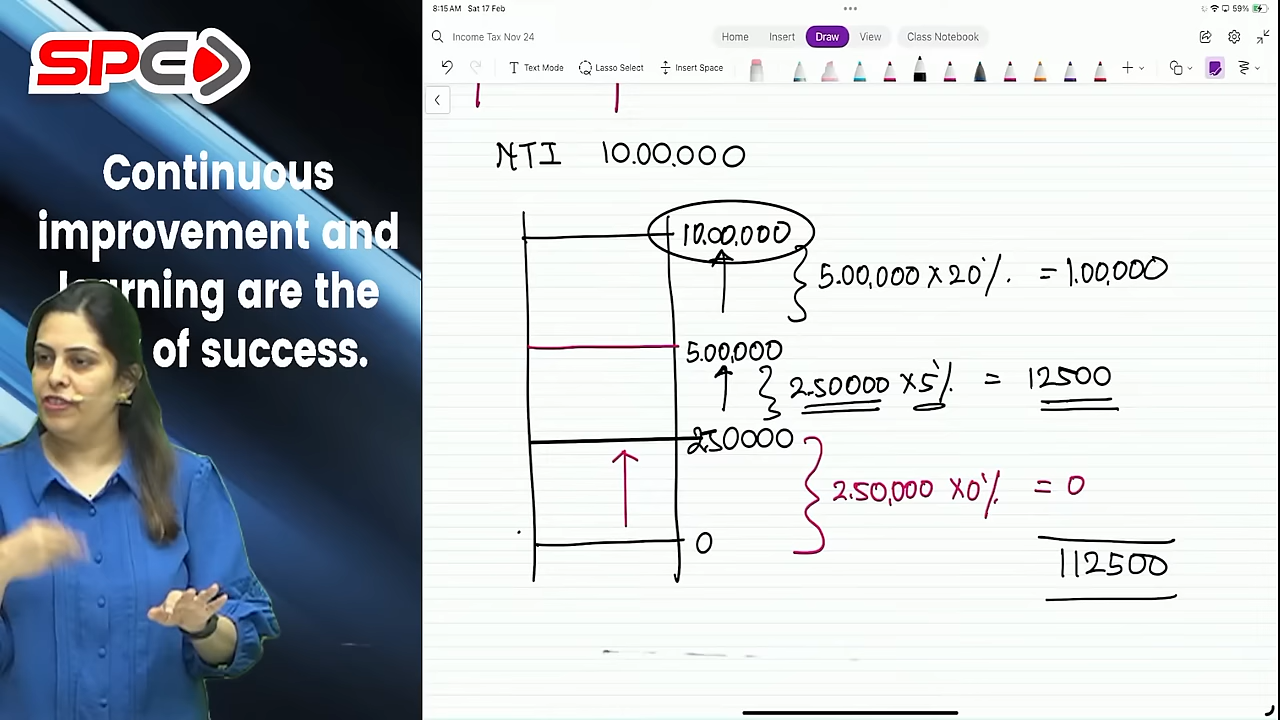 8:15 AM Sat 17 Feb
59%
Income Tax Nov 24
Home Insert Draw View Class Notebook
Text Mode Lasso Select Insert Space
SPC
Continuous
improvement and
are the
of success.
NTI 10.00.000
10.00,000
5.00,000 × 20% = 1.00,000
5.00,000
2.50000 × 5% = 12500
250000
2.50,000 × 0% = 0
0
112500